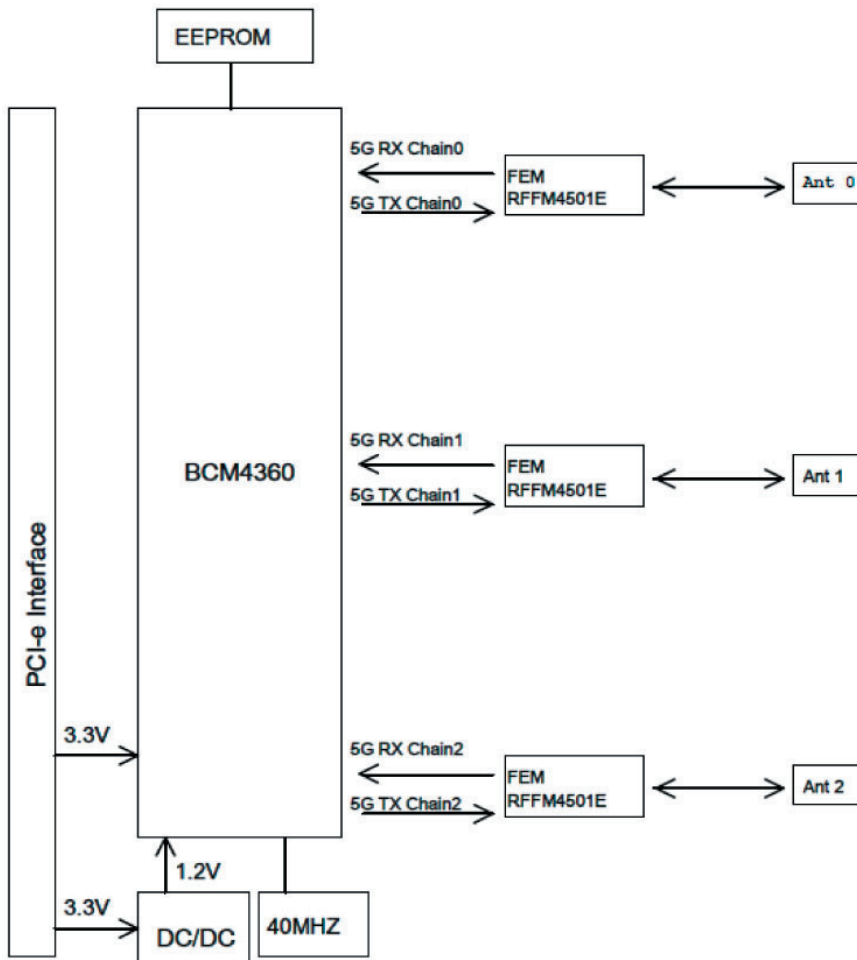 EEPROM
5G RX Chain0
5G TX Chain0
FEM
RFFM4501E
Ant 0
PCI-e Interface
BCM4360
5G RX Chain1
5G TX Chain1
FEM
RFFM4501E
Ant 1
3.3V
5G RX Chain2
5G TX Chain2
FEM
RFFM4501E
Ant 2
1.2V
3.3V
DC/DC
40MHZ